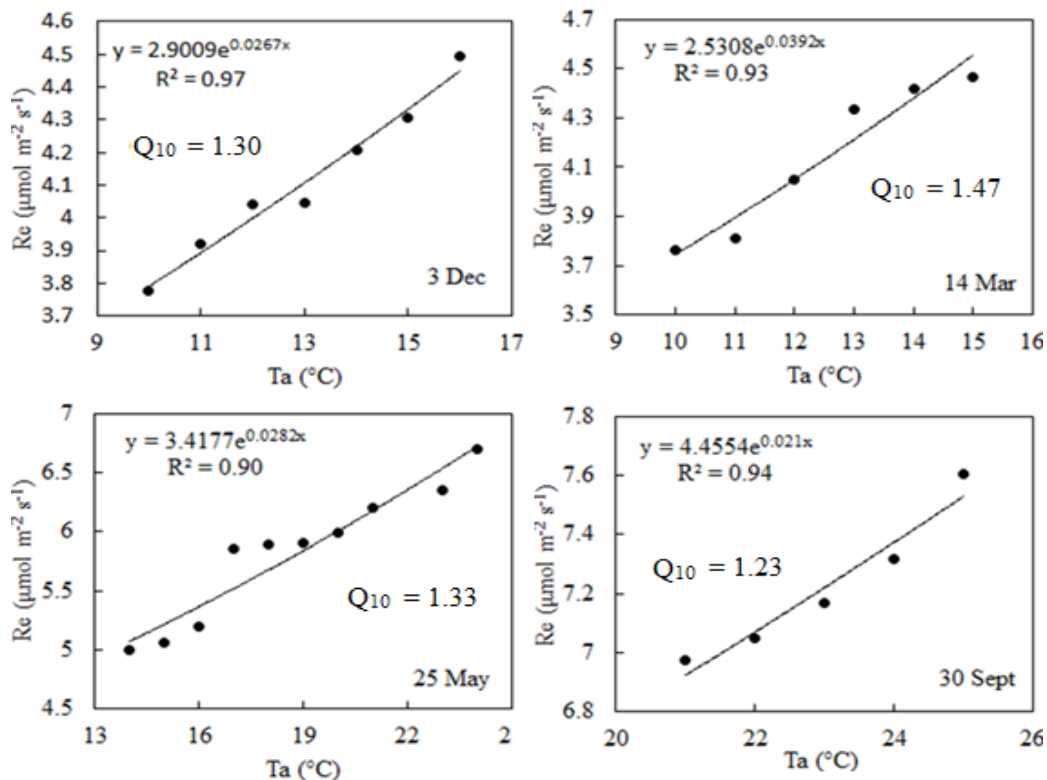 4.6
4.5
4.4
4.3
4.2
4.1
4
3.9
3.8
3.7
Re (μmol m⁻² s⁻¹)
y = 2.9009e^0.0267x
R² = 0.97
Q₁₀ = 1.30
3 Dec
9 11 13 15 17
Ta (°C)
4.7
4.5
4.3
4.1
3.9
3.7
3.5
Re (μmol m⁻² s⁻¹)
y = 2.5308e^0.0392x
R² = 0.93
Q₁₀ = 1.47
14 Mar
9 10 11 12 13 14 15 16
Ta (°C)
7
6.5
6
5.5
5
4.5
Re (μmol m⁻² s⁻¹)
y = 3.4177e^0.0282x
R² = 0.90
Q₁₀ = 1.33
25 May
13 16 19 22 2
Ta (°C)
7.8
7.6
7.4
7.2
7
6.8
Re (μmol m⁻² s⁻¹)
y = 4.4554e^0.021x
R² = 0.94
Q₁₀ = 1.23
30 Sept
20 22 24 26
Ta (°C)